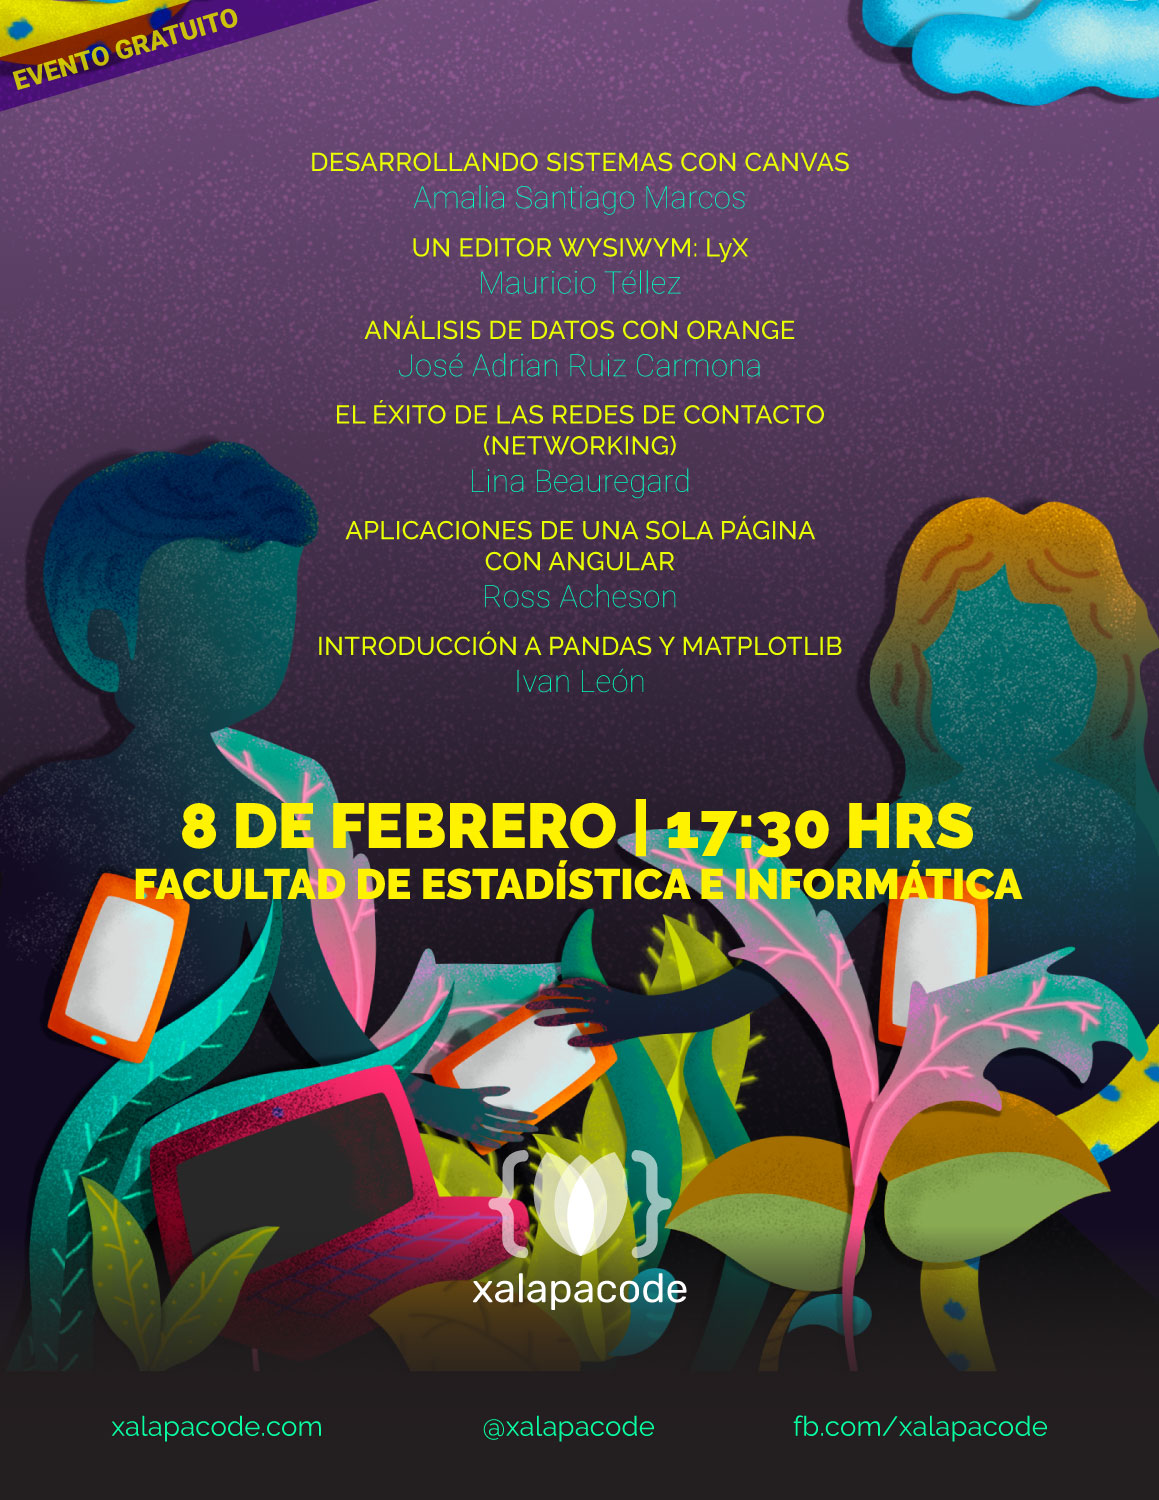 EVENTO GRATUITO
DESARROLLANDO SISTEMAS CON CANVAS
Amalia Santiago Marcos
UN EDITOR WYSIWYM: LyX
Mauricio Téllez
ANÁLISIS DE DATOS CON ORANGE
José Adrian Ruiz Carmona
EL ÉXITO DE LAS REDES DE CONTACTO
(NETWORKING)
Lina Beauregard
APLICACIONES DE UNA SOLA PÁGINA
CON ANGULAR
Ross Acheson
INTRODUCCIÓN A PANDAS Y MATPLOTLIB
Ivan León
8 DE FEBRERO | 17:30 HRS
FACULTAD DE ESTADÍSTICA E INFORMÁTICA
xalapacode
xalapacode.com
@xalapacode
fb.com/xalapacode